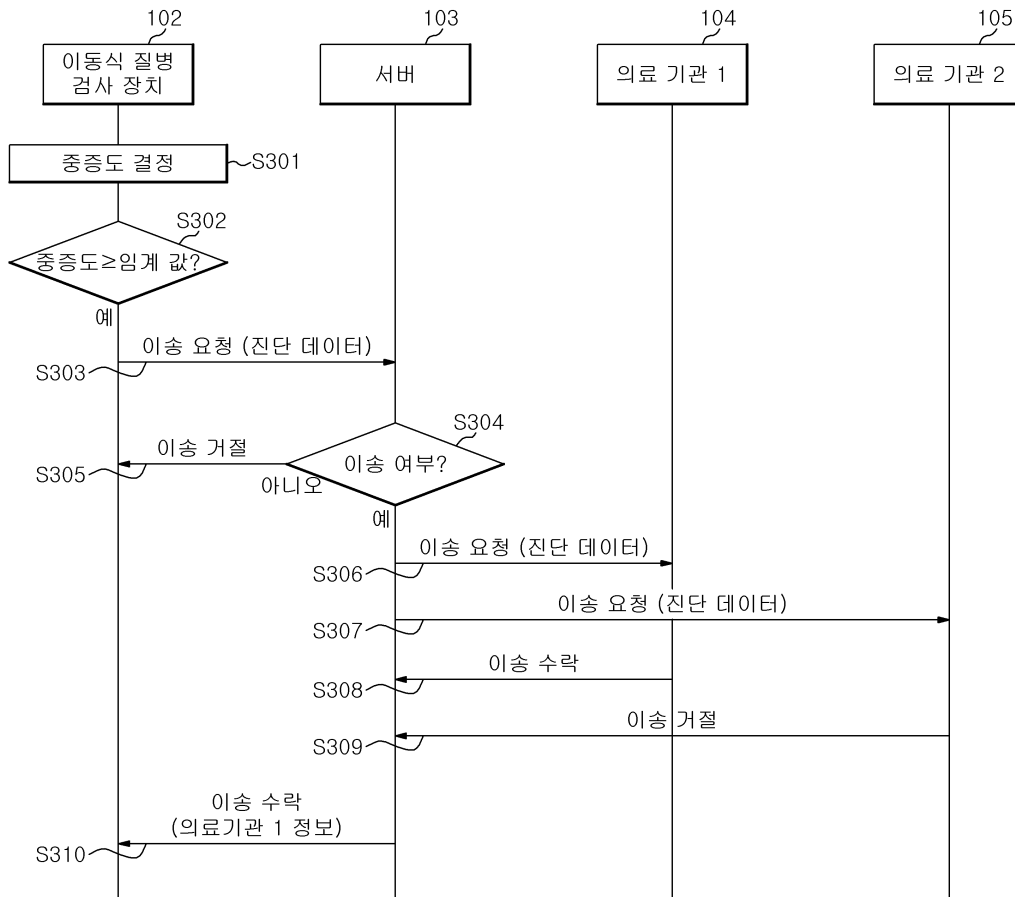 102
103
104
105
이동식 질병
검사 장치
서버
의료 기관 1
의료 기관 2
중증도 결정
S301
S302
중증도≥임계 값?
예
이송 요청 (진단 데이터)
S303
S304
이송 거절
이송 여부?
S305
아니오
예
이송 요청 (진단 데이터)
S306
이송 요청 (진단 데이터)
S307
이송 수락
S308
이송 거절
S309
이송 수락
(의료기관 1 정보)
S310